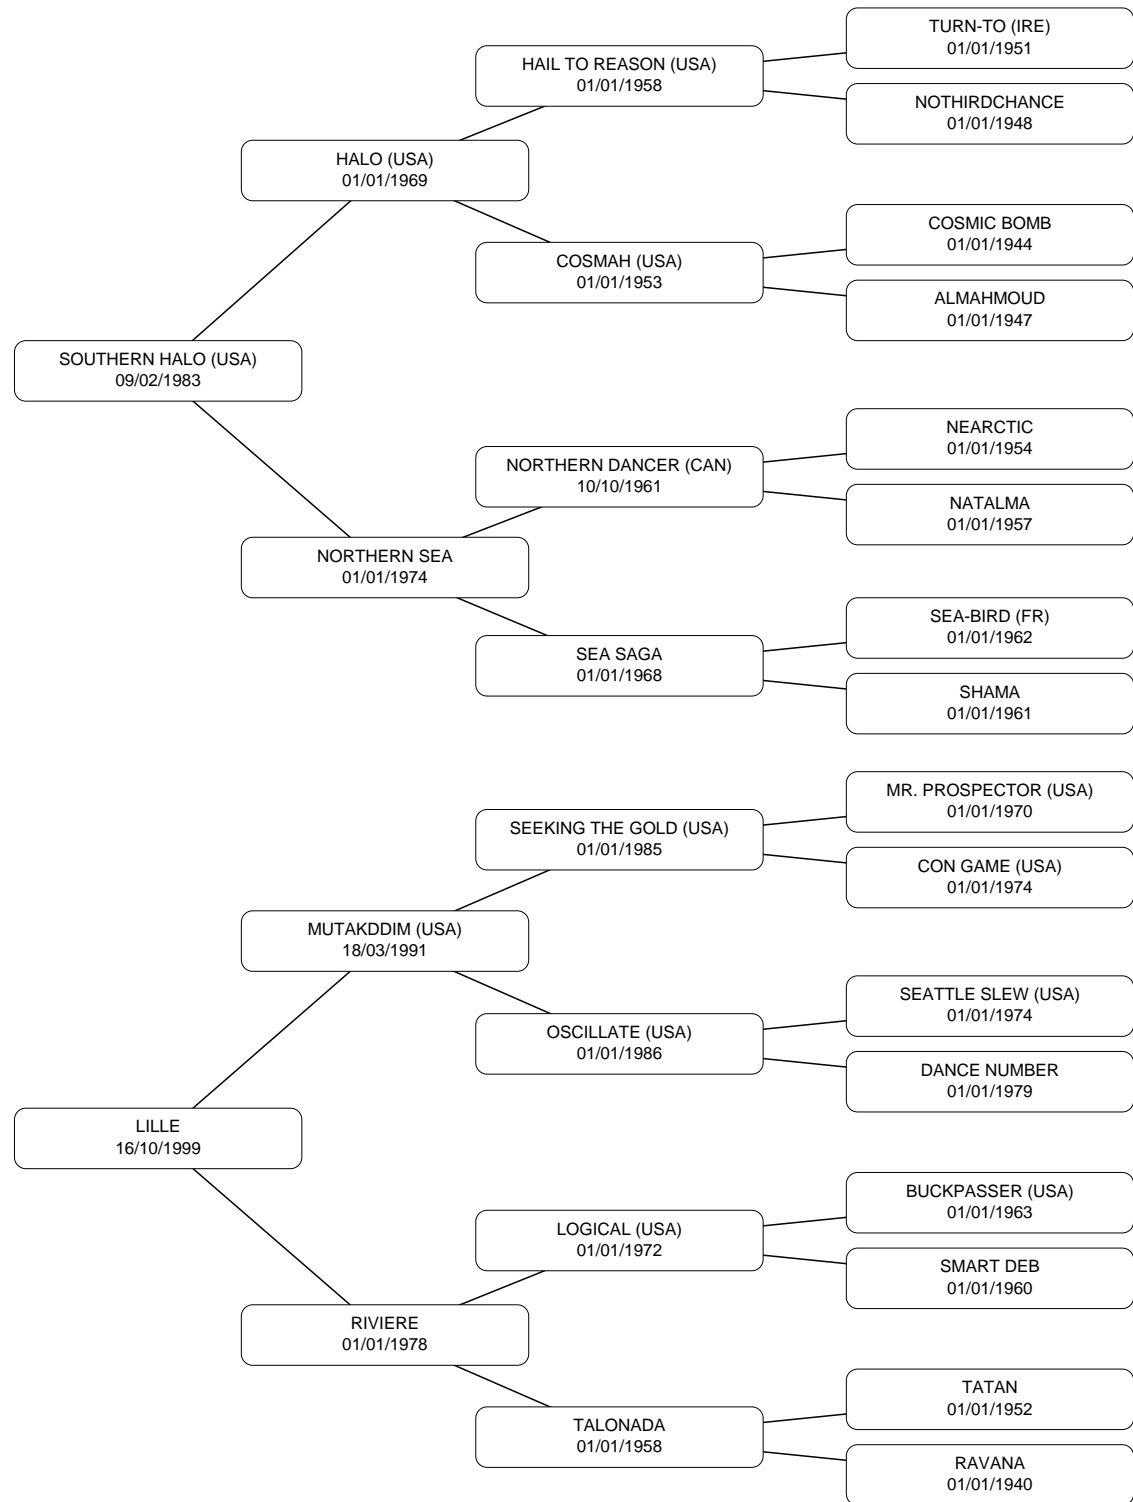 TURN-TO (IRE)
01/01/1951
HAIL TO REASON (USA)
01/01/1958
NOTHIRDCHANCE
01/01/1948
HALO (USA)
01/01/1969
COSMIC BOMB
01/01/1944
COSMAH (USA)
01/01/1953
ALMAHMOUD
01/01/1947
SOUTHERN HALO (USA)
09/02/1983
NEARCTIC
01/01/1954
NORTHERN DANCER (CAN)
10/10/1961
NATALMA
01/01/1957
NORTHERN SEA
01/01/1974
SEA-BIRD (FR)
01/01/1962
SEA SAGA
01/01/1968
SHAMA
01/01/1961
MR. PROSPECTOR (USA)
01/01/1970
SEEKING THE GOLD (USA)
01/01/1985
CON GAME (USA)
01/01/1974
MUTAKDDIM (USA)
18/03/1991
SEATTLE SLEW (USA)
01/01/1974
OSCILLATE (USA)
01/01/1986
DANCE NUMBER
01/01/1979
LILLE
16/10/1999
BUCKPASSER (USA)
01/01/1963
LOGICAL (USA)
01/01/1972
SMART DEB
01/01/1960
RIVIERE
01/01/1978
TATAN
01/01/1952
TALONADA
01/01/1958
RAVANA
01/01/1940